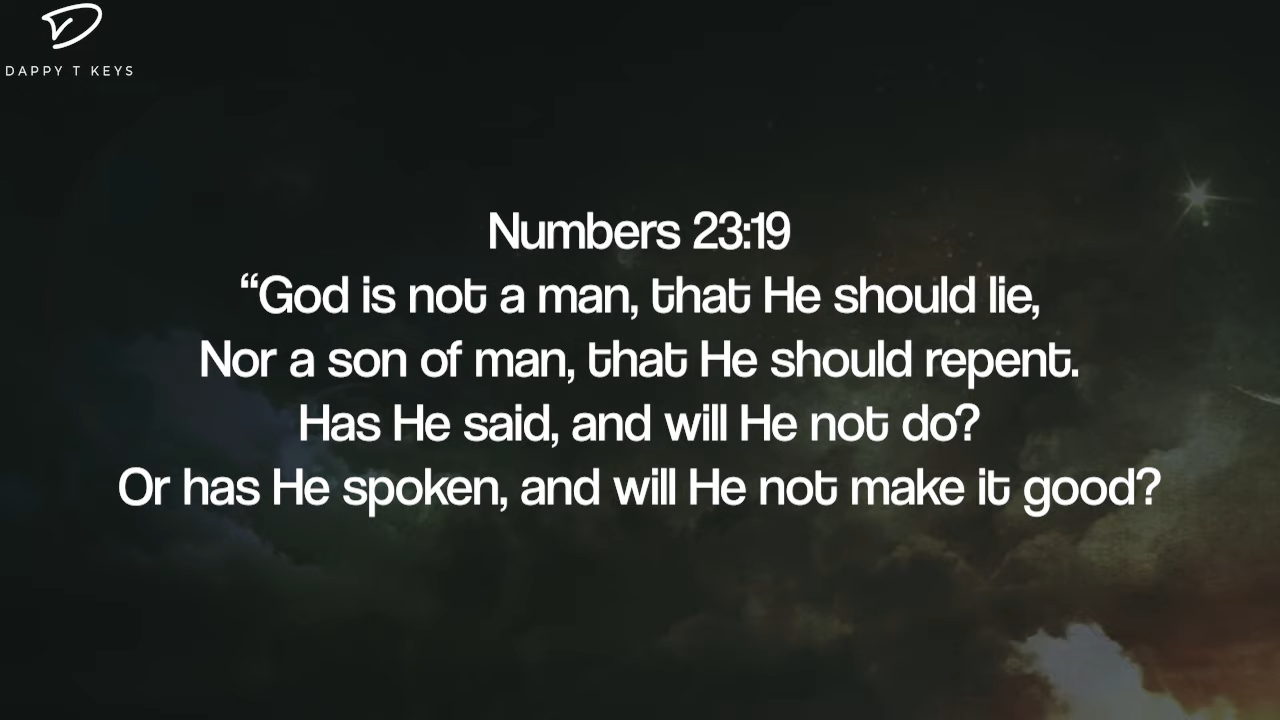 DAPPY T KEYS
Numbers 23:19
“God is not a man, that He should lie,
Nor a son of man, that He should repent.
Has He said, and will He not do?
Or has He spoken, and will He not make it good?